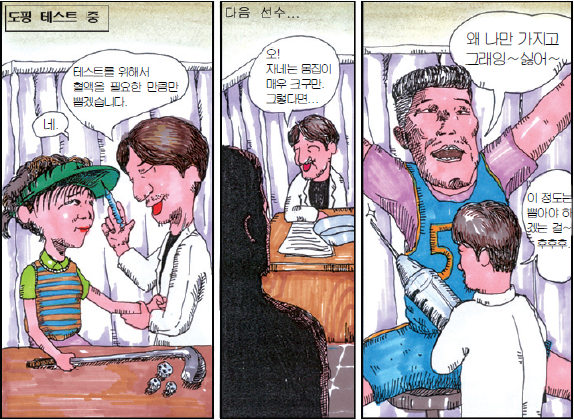 도핑 테스트 중
테스트를 위해서
혈액을 필요한 만큼만
뽑겠습니다.
네.
다음 선수...
오!
자네는 몸집이
매우 크구만.
그렇다면...
왜 나만 가지고
그래잉~싫어~
이 정도는
뽑아야 하
겠는 걸~
후후후.
5